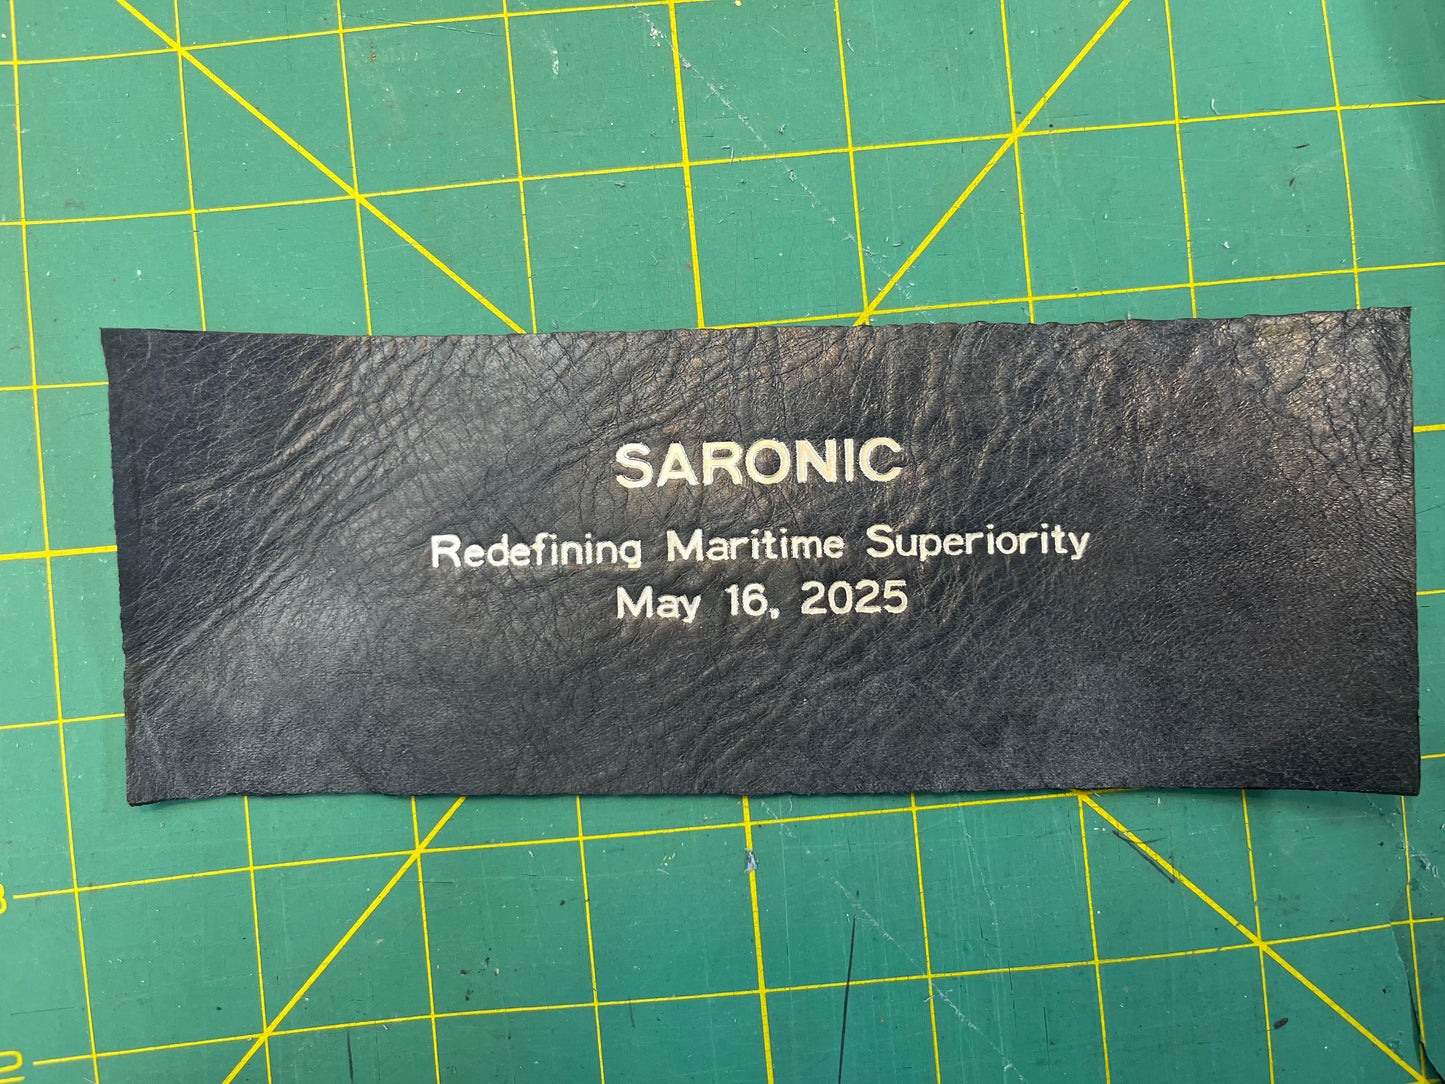 SARONIC
Redefining Maritime Superiority
May 16, 2025